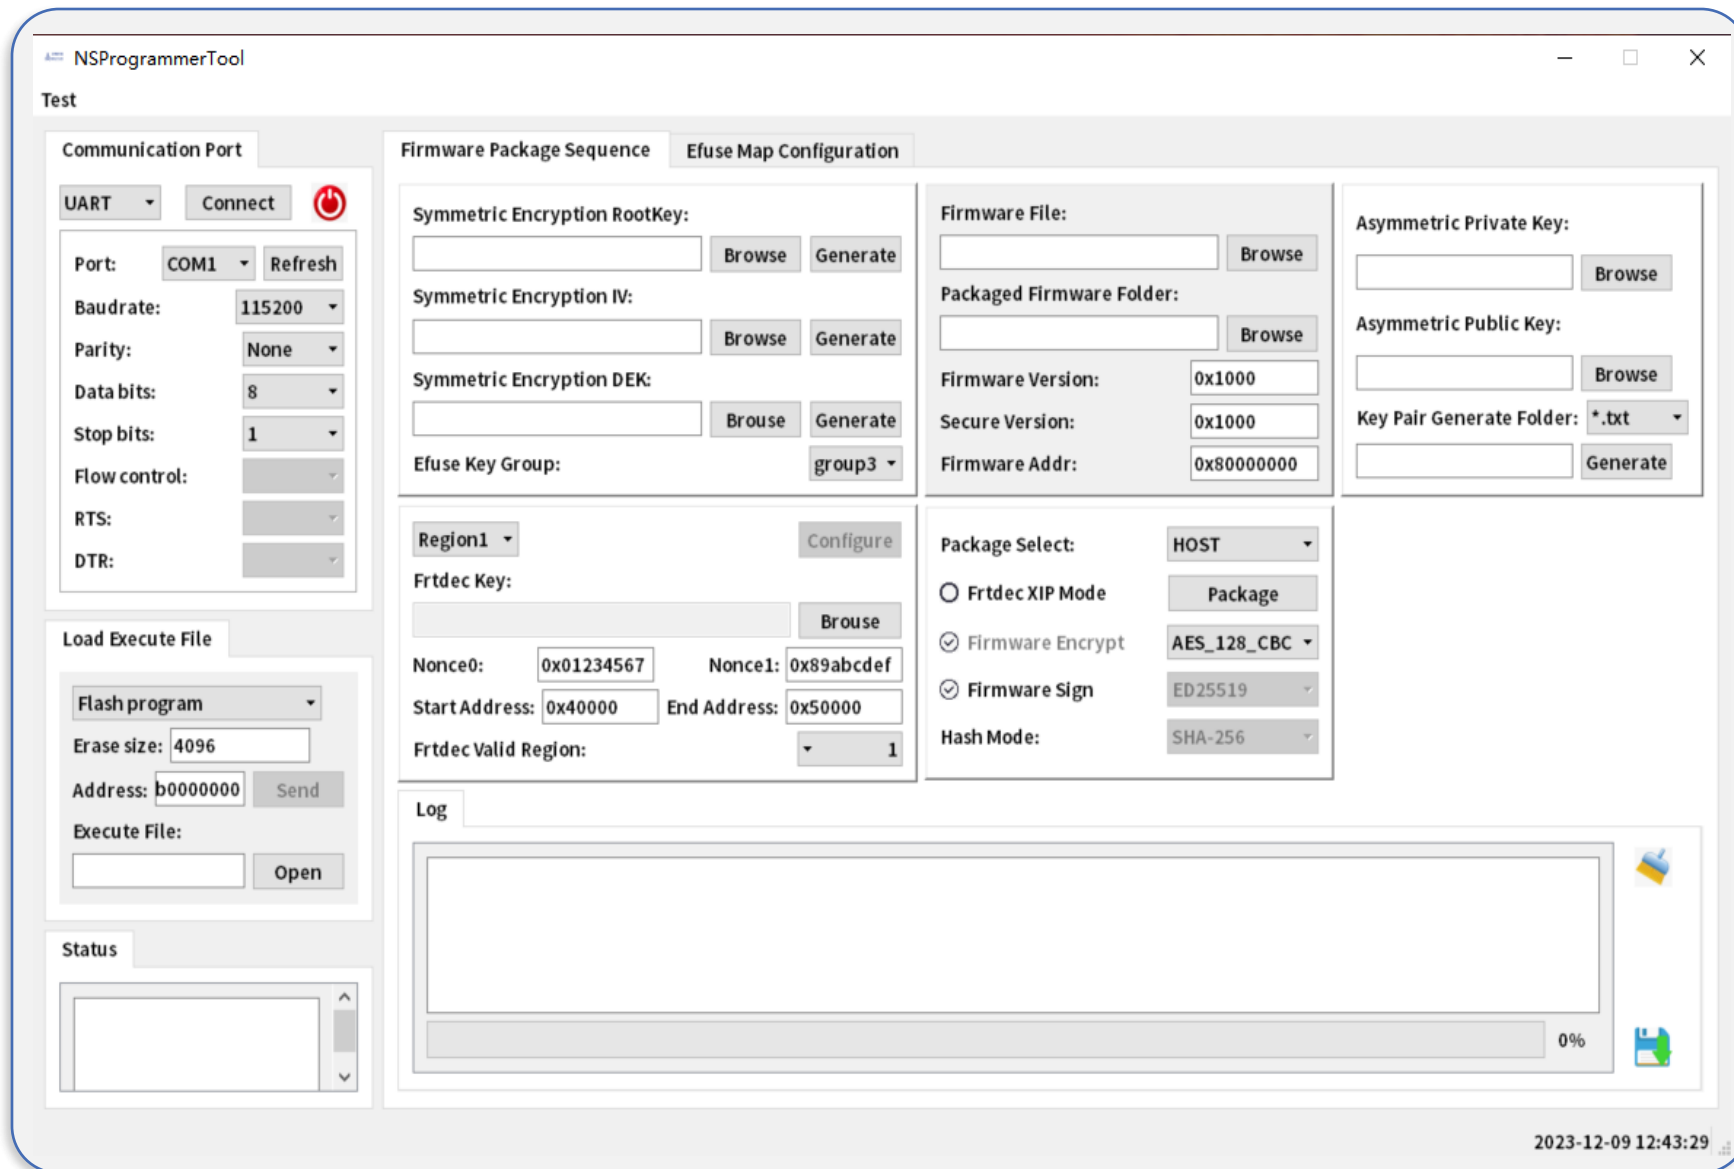 NSProgrammerTool
Test
Communication Port
UART Connect
Port: COM1 Refresh
Baudrate: 115200
Parity: None
Data bits: 8
Stop bits: 1
Flow control:
RTS:
DTR:
Load Execute File
Flash program
Erase size: 4096
Address: b0000000 Send
Execute File:
Open
Status
Firmware Package Sequence Efuse Map Configuration
Symmetric Encryption RootKey:
Browse Generate
Symmetric Encryption IV:
Browse Generate
Symmetric Encryption DEK:
Brouse Generate
Efuse Key Group: group3
Firmware File:
Browse
Packaged Firmware Folder:
Browse
Firmware Version: 0x1000
Secure Version: 0x1000
Firmware Addr: 0x80000000
Asymmetric Private Key:
Browse
Asymmetric Public Key:
Browse
Key Pair Generate Folder: *.txt
Generate
Region1 Configure
Frtdec Key:
Brouse
Nonce0: 0x01234567 Nonce1: 0x89abcdef
Start Address: 0x40000 End Address: 0x50000
Frtdec Valid Region: 1
Package Select: HOST
Frtdec XIP Mode Package
Firmware Encrypt AES_128_CBC
Firmware Sign ED25519
Hash Mode: SHA-256
Log
0%
2023-12-09 12:43:29